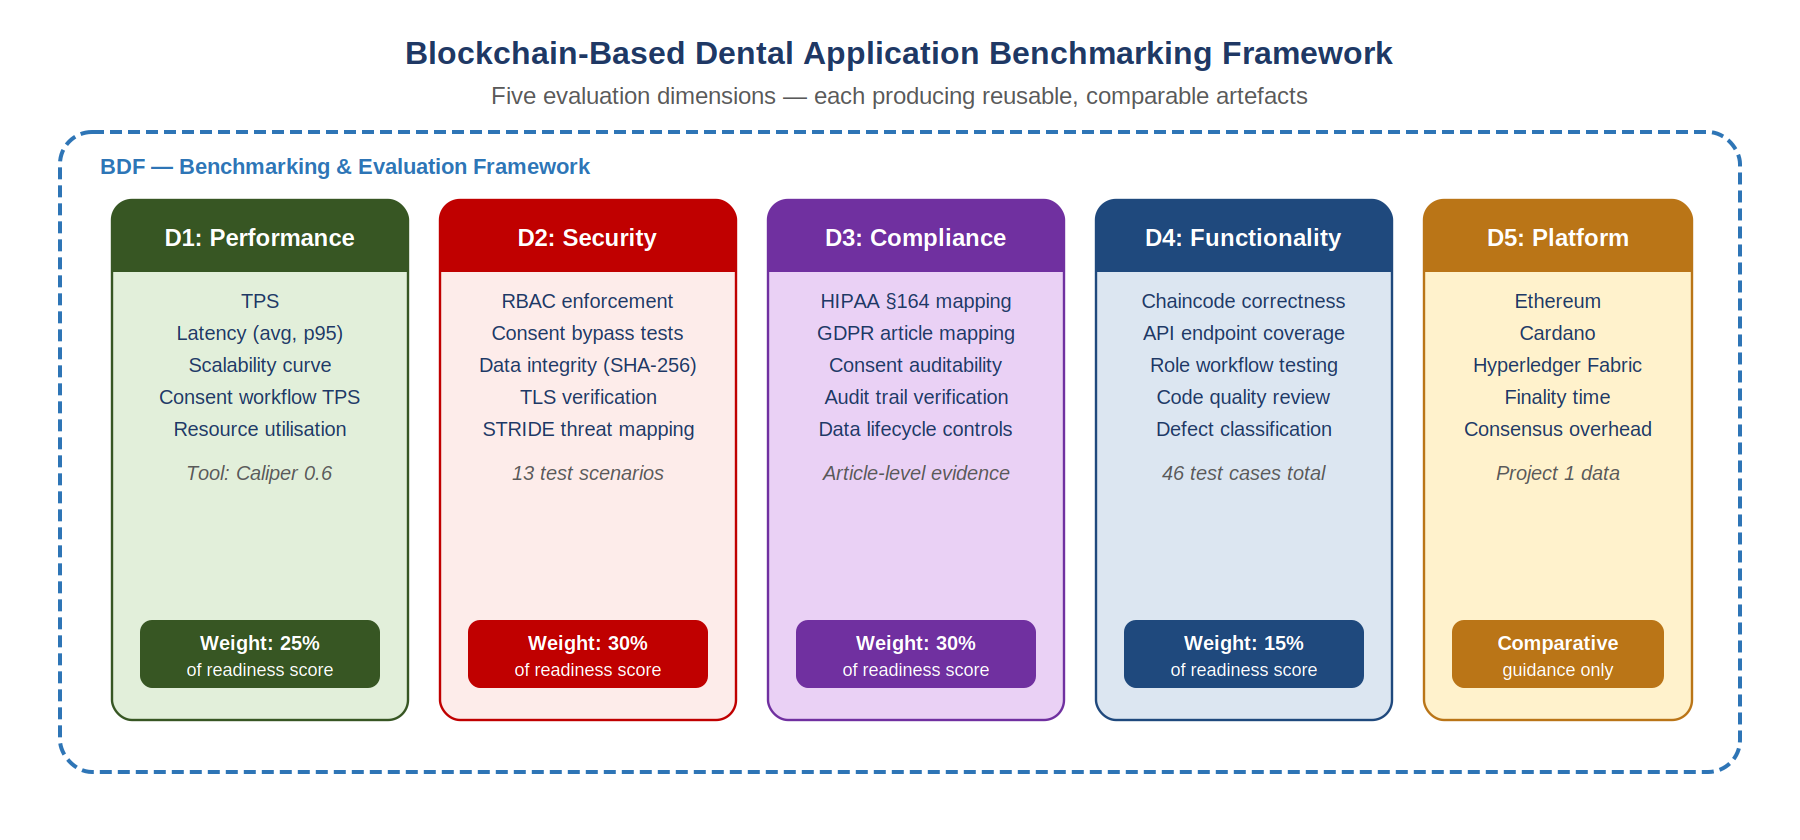 Blockchain-Based Dental Application Benchmarking Framework
Five evaluation dimensions — each producing reusable, comparable artefacts
BDF — Benchmarking & Evaluation Framework
D1: Performance
TPS
Latency (avg, p95)
Scalability curve
Consent workflow TPS
Resource utilisation
Tool: Caliper 0.6
Weight: 25%
of readiness score
D2: Security
RBAC enforcement
Consent bypass tests
Data integrity (SHA-256)
TLS verification
STRIDE threat mapping
13 test scenarios
Weight: 30%
of readiness score
D3: Compliance
HIPAA §164 mapping
GDPR article mapping
Consent auditability
Audit trail verification
Data lifecycle controls
Article-level evidence
Weight: 30%
of readiness score
D4: Functionality
Chaincode correctness
API endpoint coverage
Role workflow testing
Code quality review
Defect classification
46 test cases total
Weight: 15%
of readiness score
D5: Platform
Ethereum
Cardano
Hyperledger Fabric
Finality time
Consensus overhead
Project 1 data
Comparative
guidance only